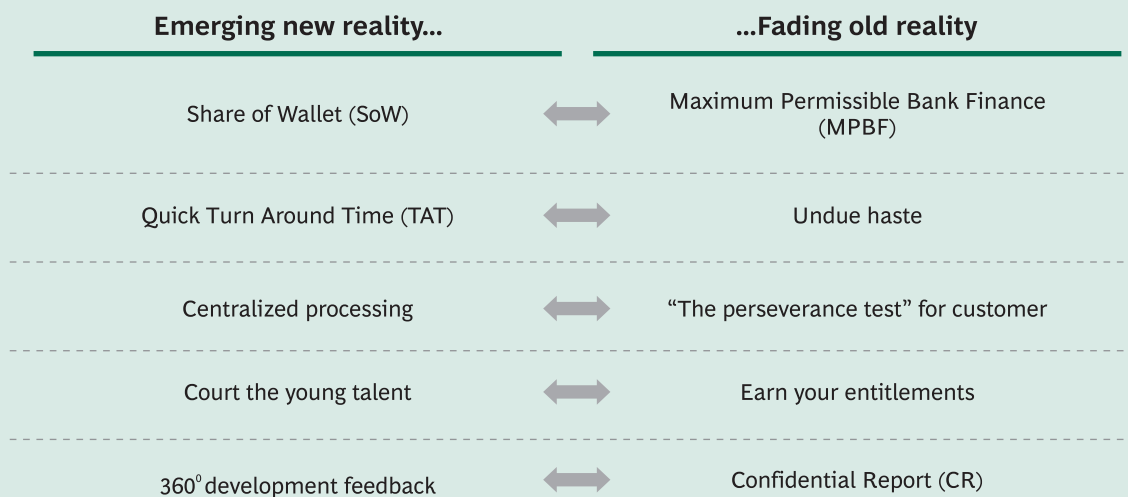 Emerging new reality...
...Fading old reality
Share of Wallet (SoW)
Maximum Permissible Bank Finance
(MPBF)
Quick Turn Around Time (TAT)
Undue haste
Centralized processing
“The perseverance test” for customer
Court the young talent
Earn your entitlements
360⁰ development feedback
Confidential Report (CR)